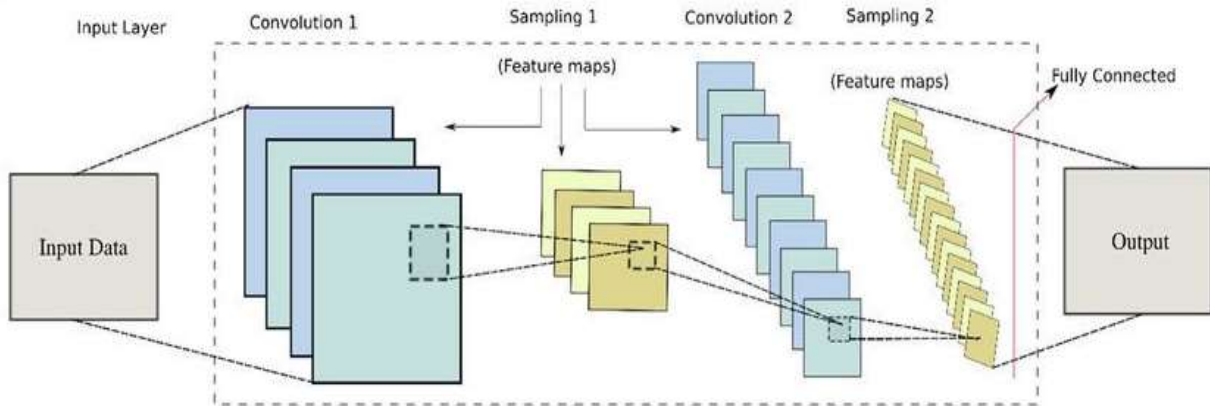 Input Layer
Convolution 1
Sampling 1
Convolution 2
Sampling 2
(Feature maps)
(Feature maps)
Fully Connected
Input Data
Output